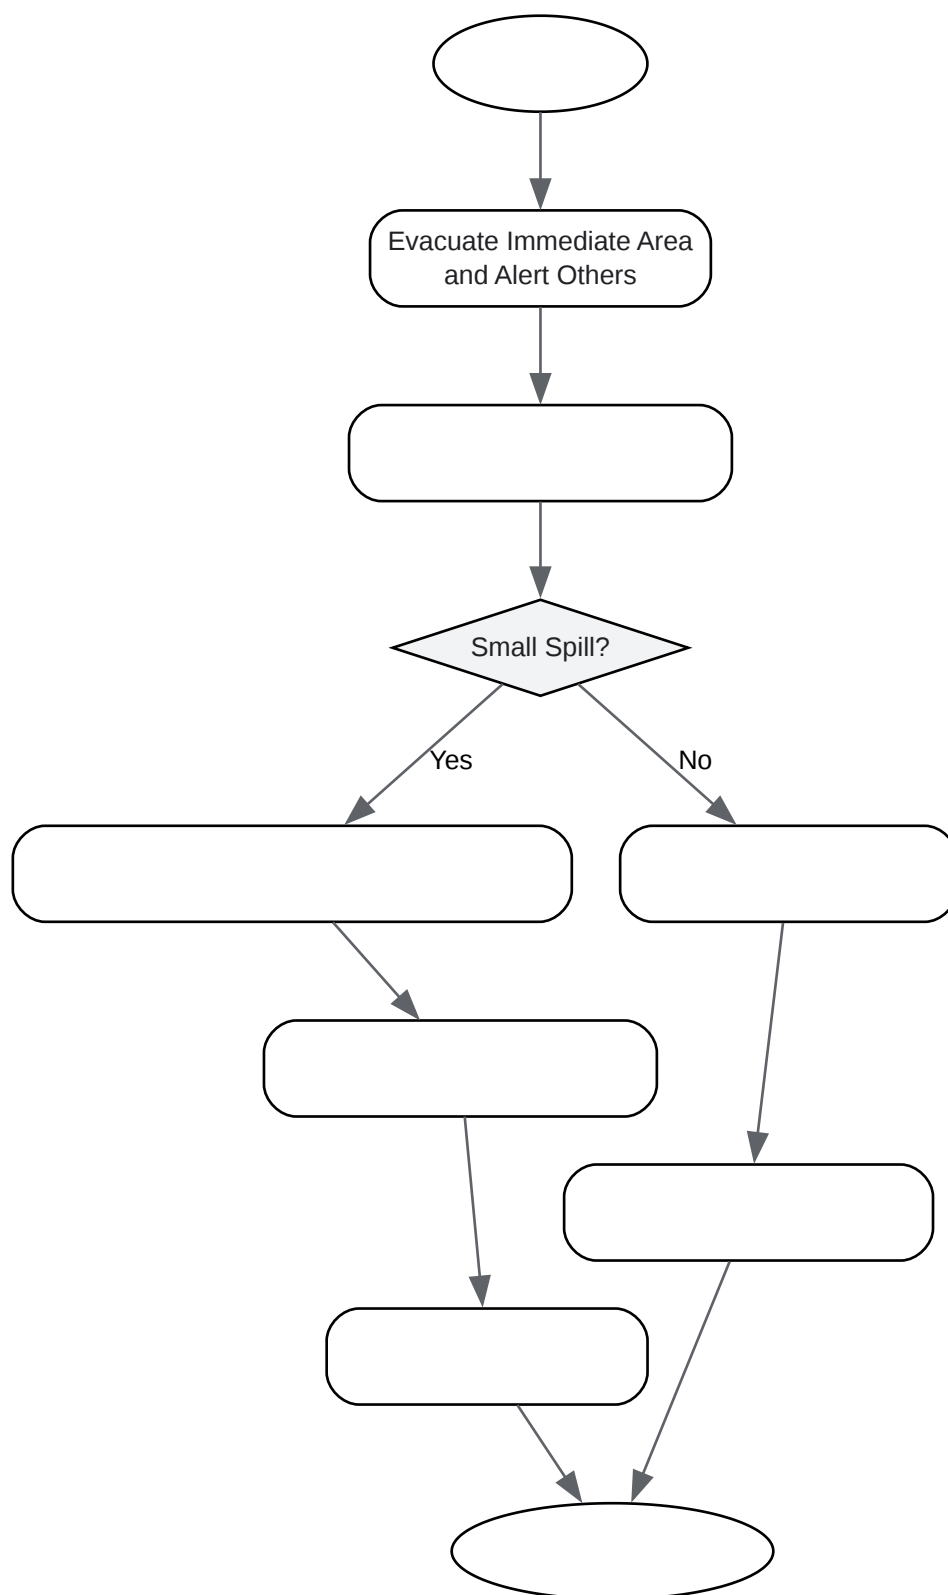 Evacuate Immediate Area
and Alert Others
Small Spill?
Yes
No